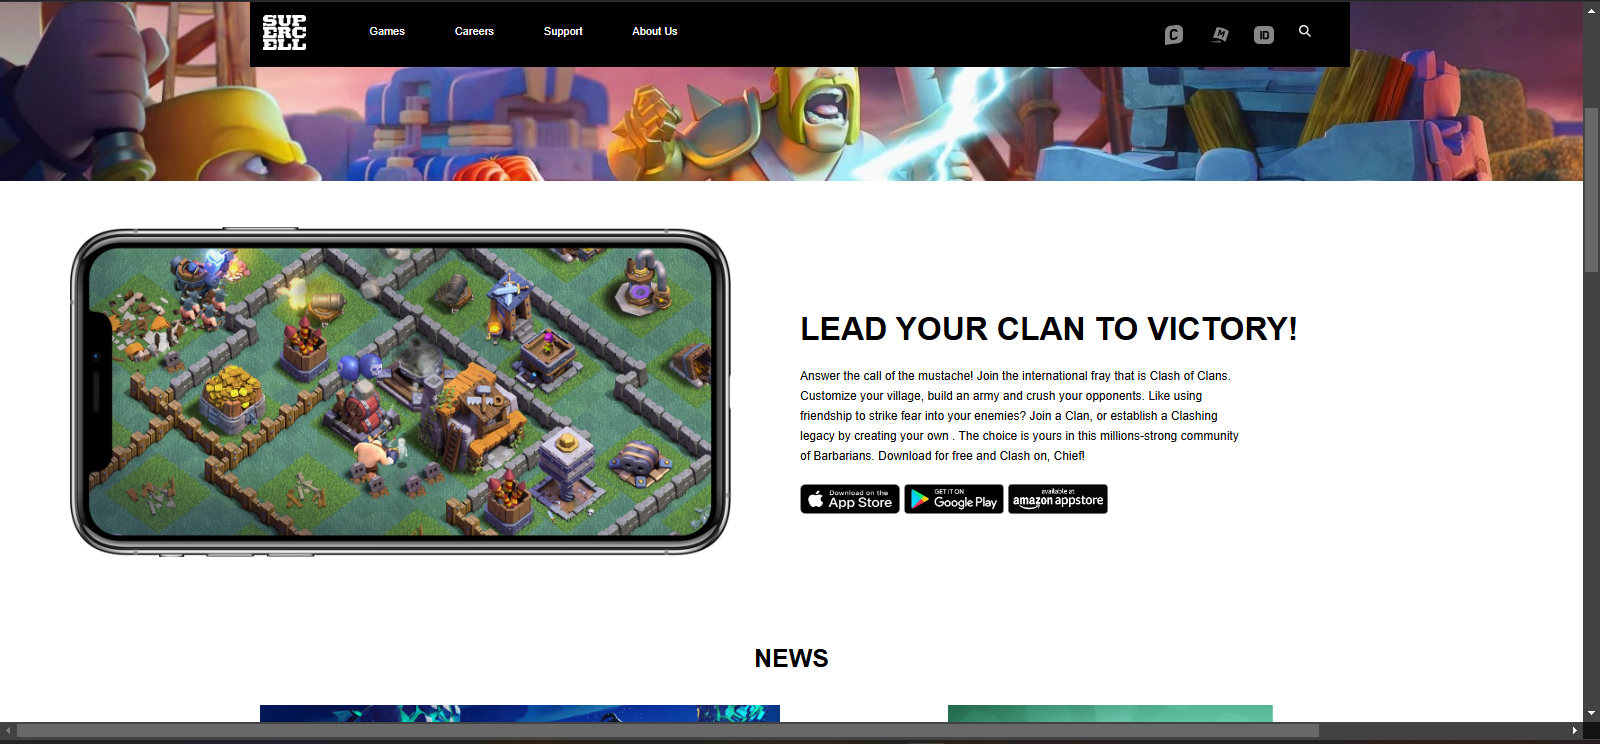 SUP
ERC
ELL
Games
Careers
Support
About Us
C
M
ID
LEAD YOUR CLAN TO VICTORY!
Answer the call of the mustache! Join the international fray that is Clash of Clans.
Customize your village, build an army and crush your opponents. Like using
friendship to strike fear into your enemies? Join a Clan, or establish a Clashing
legacy by creating your own . The choice is yours in this millions-strong community
of Barbarians. Download for free and Clash on, Chief!
Download on the
App Store
GET IT ON
Google Play
available at
amazon appstore
NEWS